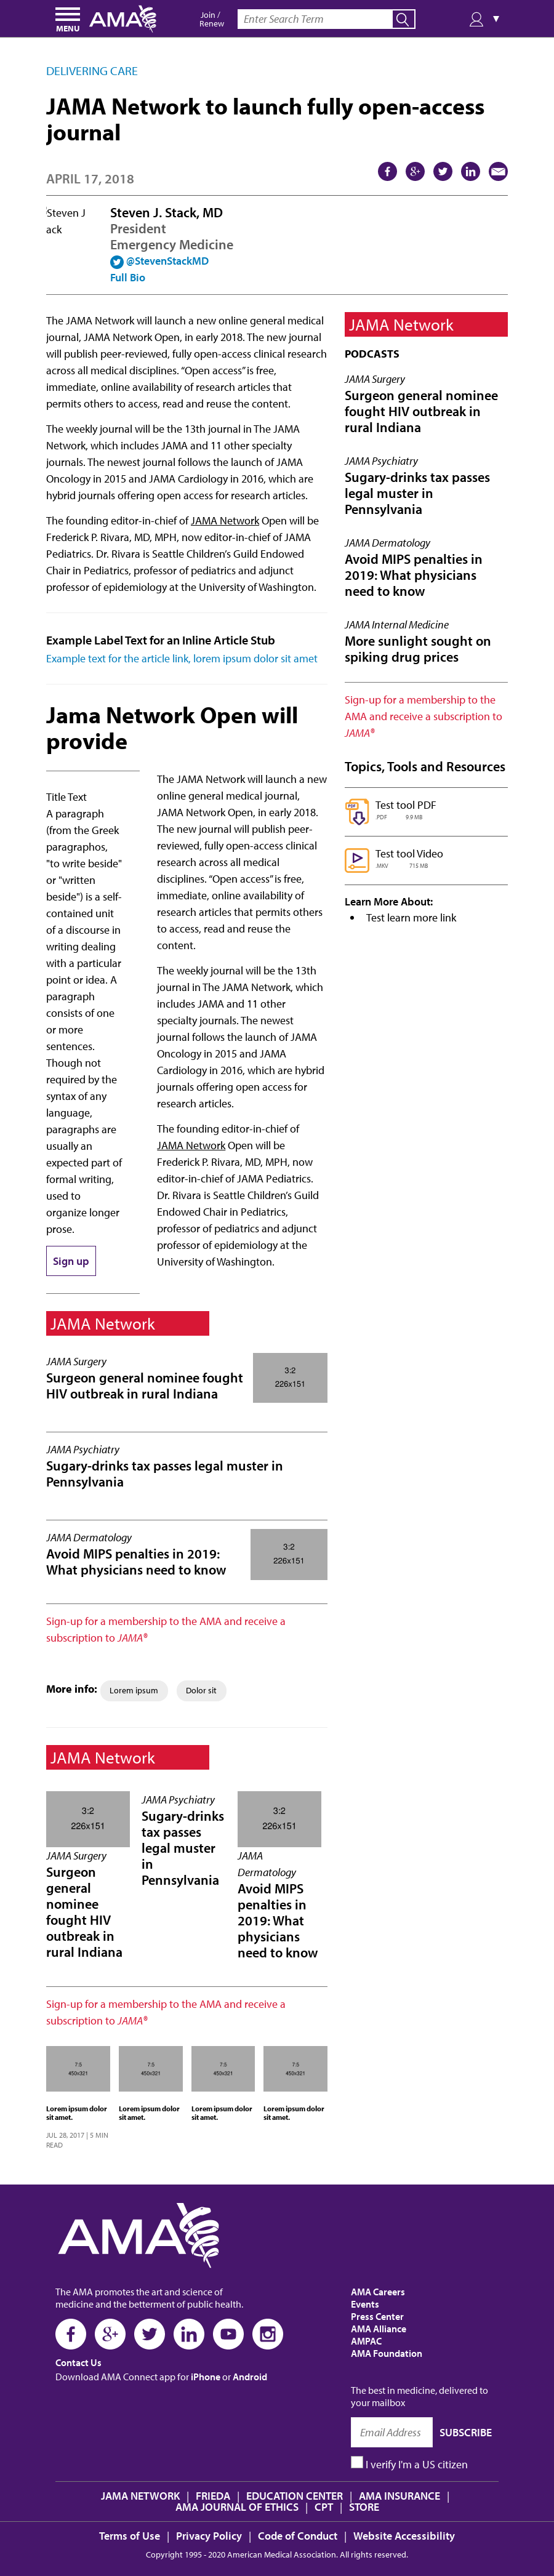 MENU
AMA
Join /
Renew
Enter Search Term
▼
DELIVERING CARE
JAMA Network to launch fully open-access
journal
APRIL 17, 2018
Steven J
ack
Steven J. Stack, MD
President
Emergency Medicine
@StevenStackMD
Full Bio
The JAMA Network will launch a new online general medical
journal, JAMA Network Open, in early 2018. The new journal
will publish peer-reviewed, fully open-access clinical research
across all medical disciplines. “Open access” is free,
immediate, online availability of research articles that
permits others to access, read and reuse the content.
The weekly journal will be the 13th journal in The JAMA
Network, which includes JAMA and 11 other specialty
journals. The newest journal follows the launch of JAMA
Oncology in 2015 and JAMA Cardiology in 2016, which are
hybrid journals offering open access for research articles.
The founding editor-in-chief of JAMA Network Open will be
Frederick P. Rivara, MD, MPH, now editor-in-chief of JAMA
Pediatrics. Dr. Rivara is Seattle Children’s Guild Endowed
Chair in Pediatrics, professor of pediatrics and adjunct
professor of epidemiology at the University of Washington.
Example Label Text for an Inline Article Stub
Example text for the article link, lorem ipsum dolor sit amet
Jama Network Open will
provide
Title Text
A paragraph
(from the Greek
paragraphos,
"to write beside"
or "written
beside") is a self-
contained unit
of a discourse in
writing dealing
with a particular
point or idea. A
paragraph
consists of one
or more
sentences.
Though not
required by the
syntax of any
language,
paragraphs are
usually an
expected part of
formal writing,
used to
organize longer
prose.
Sign up
The JAMA Network will launch a new
online general medical journal,
JAMA Network Open, in early 2018.
The new journal will publish peer-
reviewed, fully open-access clinical
research across all medical
disciplines. “Open access” is free,
immediate, online availability of
research articles that permits others
to access, read and reuse the
content.
The weekly journal will be the 13th
journal in The JAMA Network, which
includes JAMA and 11 other
specialty journals. The newest
journal follows the launch of JAMA
Oncology in 2015 and JAMA
Cardiology in 2016, which are hybrid
journals offering open access for
research articles.
The founding editor-in-chief of
JAMA Network Open will be
Frederick P. Rivara, MD, MPH, now
editor-in-chief of JAMA Pediatrics.
Dr. Rivara is Seattle Children’s Guild
Endowed Chair in Pediatrics,
professor of pediatrics and adjunct
professor of epidemiology at the
University of Washington.
JAMA Network
JAMA Surgery
Surgeon general nominee fought
HIV outbreak in rural Indiana
3:2
226x151
JAMA Psychiatry
Sugary-drinks tax passes legal muster in
Pennsylvania
JAMA Dermatology
Avoid MIPS penalties in 2019:
What physicians need to know
3:2
226x151
Sign-up for a membership to the AMA and receive a
subscription to JAMA®
More info:
Lorem ipsum
Dolor sit
JAMA Network
3:2
226x151
JAMA Surgery
Surgeon
general
nominee
fought HIV
outbreak in
rural Indiana
JAMA Psychiatry
Sugary-drinks
tax passes
legal muster
in
Pennsylvania
3:2
226x151
JAMA
Dermatology
Avoid MIPS
penalties in
2019: What
physicians
need to know
Sign-up for a membership to the AMA and receive a
subscription to JAMA®
7:5
450x321
Lorem ipsum dolor
sit amet.
JUL 28, 2017 | 5 MIN
READ
7:5
450x321
Lorem ipsum dolor
sit amet.
7:5
450x321
Lorem ipsum dolor
sit amet.
7:5
450x321
Lorem ipsum dolor
sit amet.
JAMA Network
PODCASTS
JAMA Surgery
Surgeon general nominee
fought HIV outbreak in
rural Indiana
JAMA Psychiatry
Sugary-drinks tax passes
legal muster in
Pennsylvania
JAMA Dermatology
Avoid MIPS penalties in
2019: What physicians
need to know
JAMA Internal Medicine
More sunlight sought on
spiking drug prices
Sign-up for a membership to the
AMA and receive a subscription to
JAMA®
Topics, Tools and Resources
PDF
Test tool PDF
.PDF 9.9 MB
Test tool Video
.MKV 715 MB
Learn More About:
• Test learn more link
AMA
The AMA promotes the art and science of
medicine and the betterment of public health.
Contact Us
Download AMA Connect app for iPhone or Android
AMA Careers
Events
Press Center
AMA Alliance
AMPAC
AMA Foundation
The best in medicine, delivered to
your mailbox
Email Address
SUBSCRIBE
I verify I'm a US citizen
JAMA NETWORK | FRIEDA | EDUCATION CENTER | AMA INSURANCE |
AMA JOURNAL OF ETHICS | CPT | STORE
Terms of Use | Privacy Policy | Code of Conduct | Website Accessibility
Copyright 1995 - 2020 American Medical Association. All rights reserved.